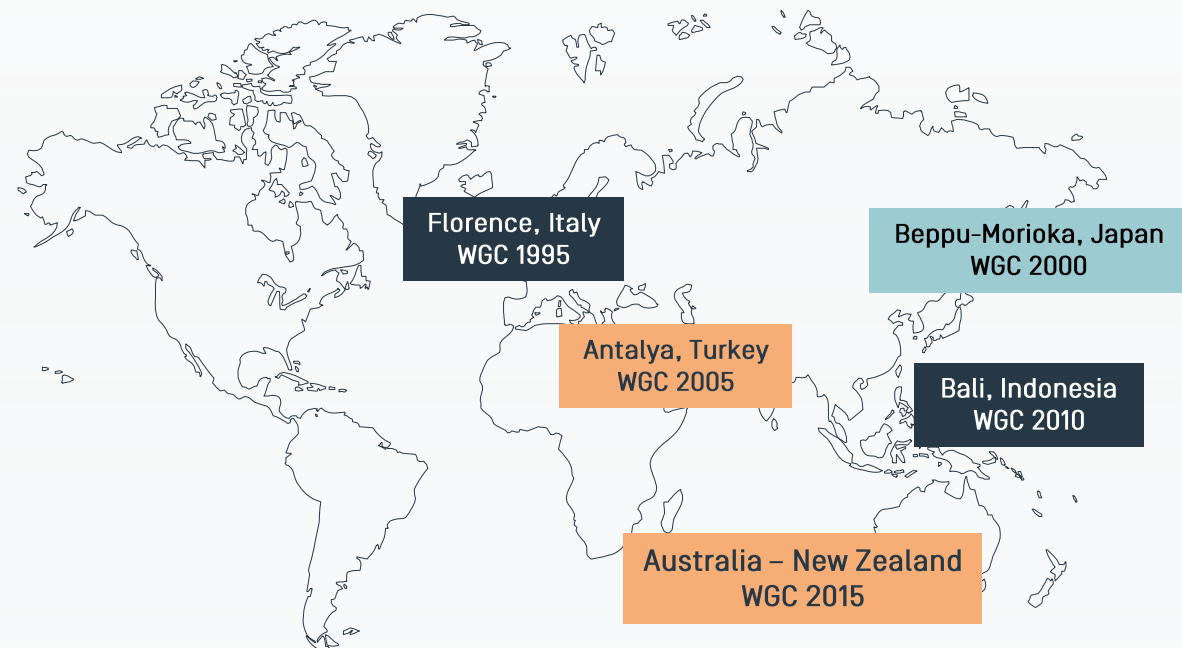 Florence, Italy
WGC 1995
Beppu-Morioka, Japan
WGC 2000
Antalya, Turkey
WGC 2005
Bali, Indonesia
WGC 2010
Australia – New Zealand
WGC 2015